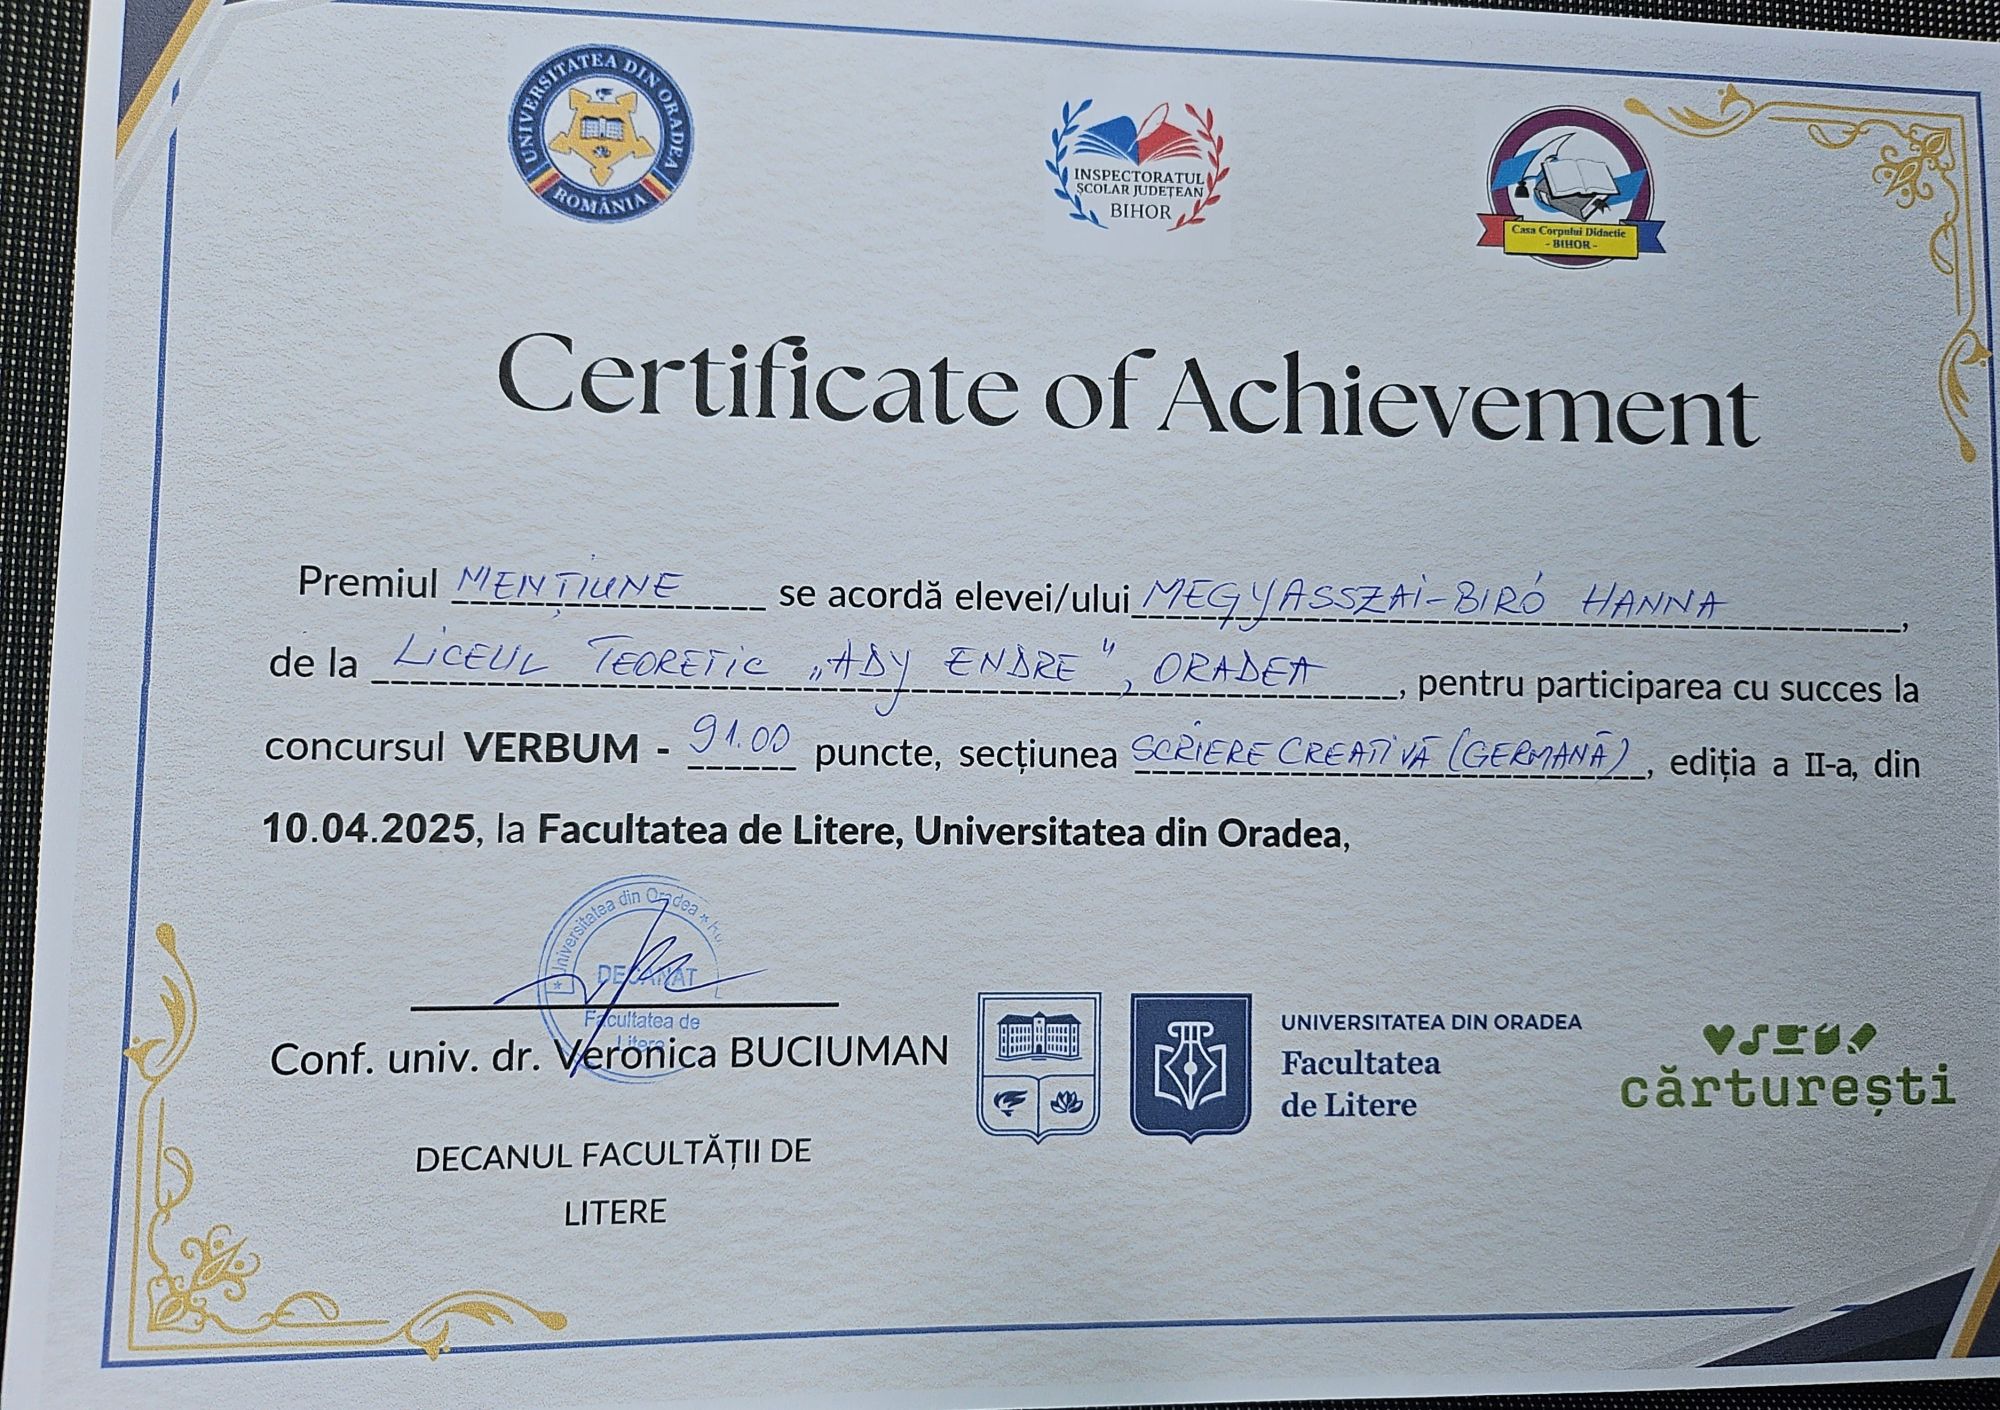 UNIVERSITATEA DIN ORADEA
ROMÂNIA
INSPECTORATUL
ȘCOLAR JUDEȚEAN
BIHOR
Casa Corpului Didactic
- BIHOR -
Certificate of Achievement
Premiul MENȚIUNE se acordă elevei/ului MEGYASSZAI-BIRÓ HANNA,
de la LICEUL TEORETIC „ADY ENDRE", ORADEA, pentru participarea cu succes la
concursul VERBUM - 91.00 puncte, secțiunea SCRIERE CREATIVĂ (GERMANĂ), ediția a II-a, din
10.04.2025, la Facultatea de Litere, Universitatea din Oradea,
Universitatea din Oradea
DECANAT
Facultatea de
Litere
Conf. univ. dr. Veronica BUCIUMAN
DECANUL FACULTĂȚII DE
LITERE
UNIVERSITATEA DIN ORADEA
Facultatea
de Litere
cărturești